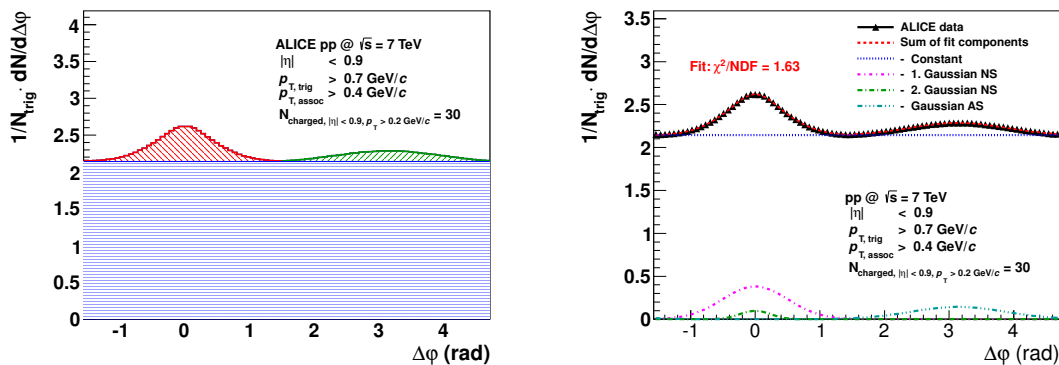 1/N_trig. dN/dΔφ
4
3.5
3
2.5
2
1.5
1
0.5
0
ALICE pp @ √s = 7 TeV
|η| < 0.9
p_T, trig > 0.7 GeV/c
p_T, assoc > 0.4 GeV/c
N_charged, |η| < 0.9, p_T > 0.2 GeV/c = 30
-1 0 1 2 3 4
Δφ (rad)
1/N_trig. dN/dΔφ
3.5
3
2.5
2
1.5
1
0.5
0
ALICE data
Sum of fit components
- Constant
- 1. Gaussian NS
- 2. Gaussian NS
- Gaussian AS
Fit: χ²/NDF = 1.63
pp @ √s = 7 TeV
|η| < 0.9
p_T, trig > 0.7 GeV/c
p_T, assoc > 0.4 GeV/c
N_charged, |η| < 0.9, p_T > 0.2 GeV/c = 30
-1 0 1 2 3 4
Δφ (rad)